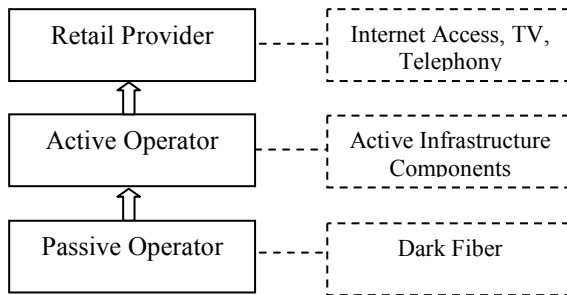 Retail Provider
Internet Access, TV,
Telephony
Active Operator
Active Infrastructure
Components
Passive Operator
Dark Fiber